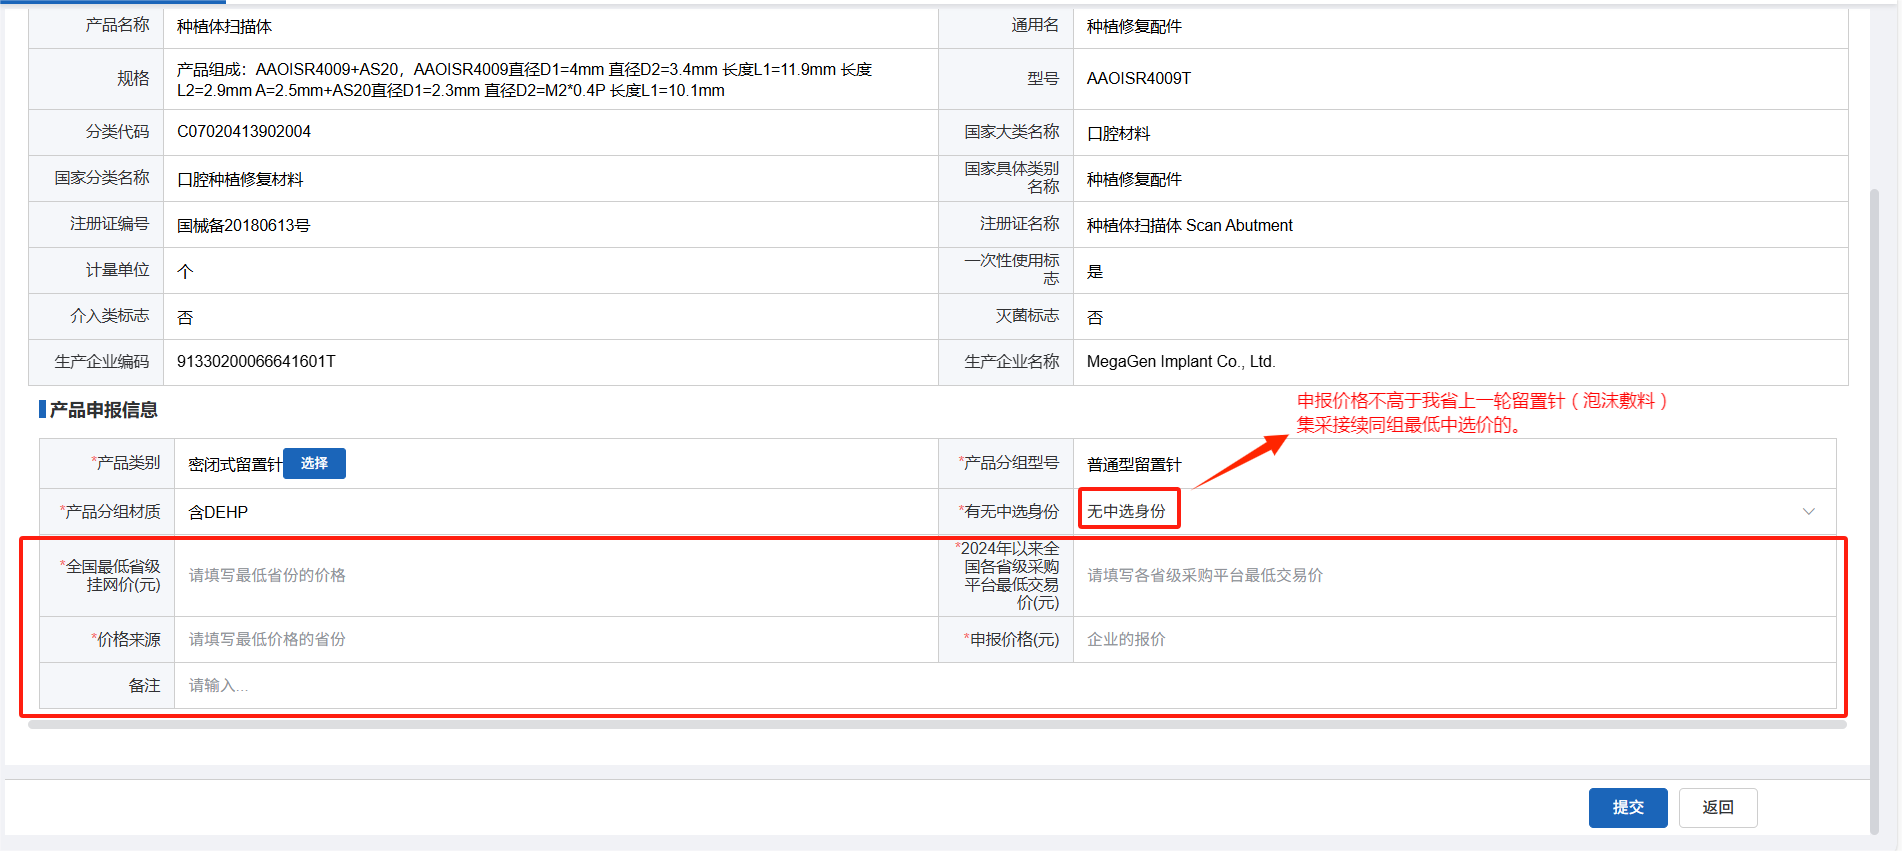 产品名称 种植体扫描体 通用名 种植修复配件
规格 产品组成：AAOISR4009+AS20，AAOISR4009直径D1=4mm 直径D2=3.4mm 长度L1=11.9mm 长度
L2=2.9mm A=2.5mm+AS20直径D1=2.3mm 直径D2=M2*0.4P 长度L1=10.1mm
型号 AAOISR4009T
分类代码 C07020413902004 国家大类名称 口腔材料
国家分类名称 口腔种植修复材料 国家具体类别
名称 种植修复配件
注册证编号 国械备20180613号 注册证名称 种植体扫描体 Scan Abutment
计量单位 个 一次性使用标
志 是
介入类标志 否 灭菌标志 否
生产企业编码 91330200066641601T 生产企业名称 MegaGen Implant Co., Ltd.
产品申报信息
申报价格不高于我省上一轮留置针（泡沫敷料）
集采接续同组最低中选价的。
*产品类别 密闭式留置针 选择 *产品分组型号 普通型留置针
*产品分组材质 含DEHP *有无中选身份 无中选身份
*全国最低省级
挂网价(元) 请填写最低省份的价格
*2024年以来全
国各省级采购
平台最低交易
价(元) 请填写各省级采购平台最低交易价
*价格来源 请填写最低价格的省份 *申报价格(元) 企业的报价
备注 请输入...
提交 返回